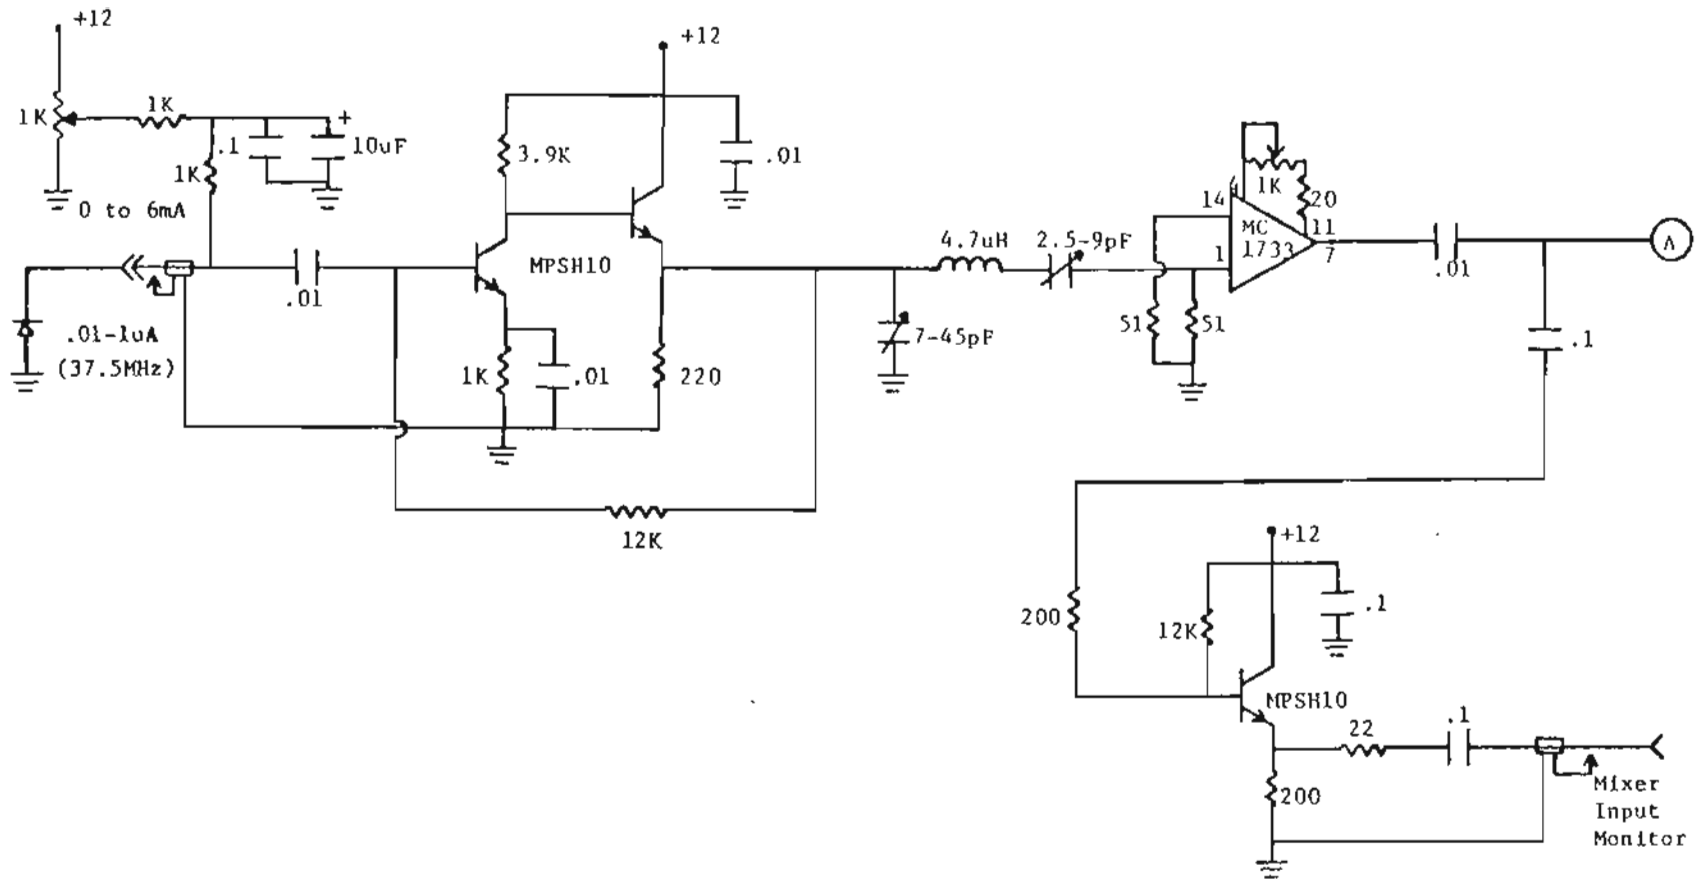 +12
+12
1K
1K
.1
10uF
+
3.9K
.01
1K
0 to 6mA
MPSH10
.01
.01-1uA
(37.5MHz)
1K
.01
220
12K
4.7uH
2.5-9pF
7-45pF
14
4
1K
20
MC
1733
11
1
7
51
51
.01
A
.1
+12
200
12K
.1
MPSH10
22
.1
200
Mixer
Input
Monitor